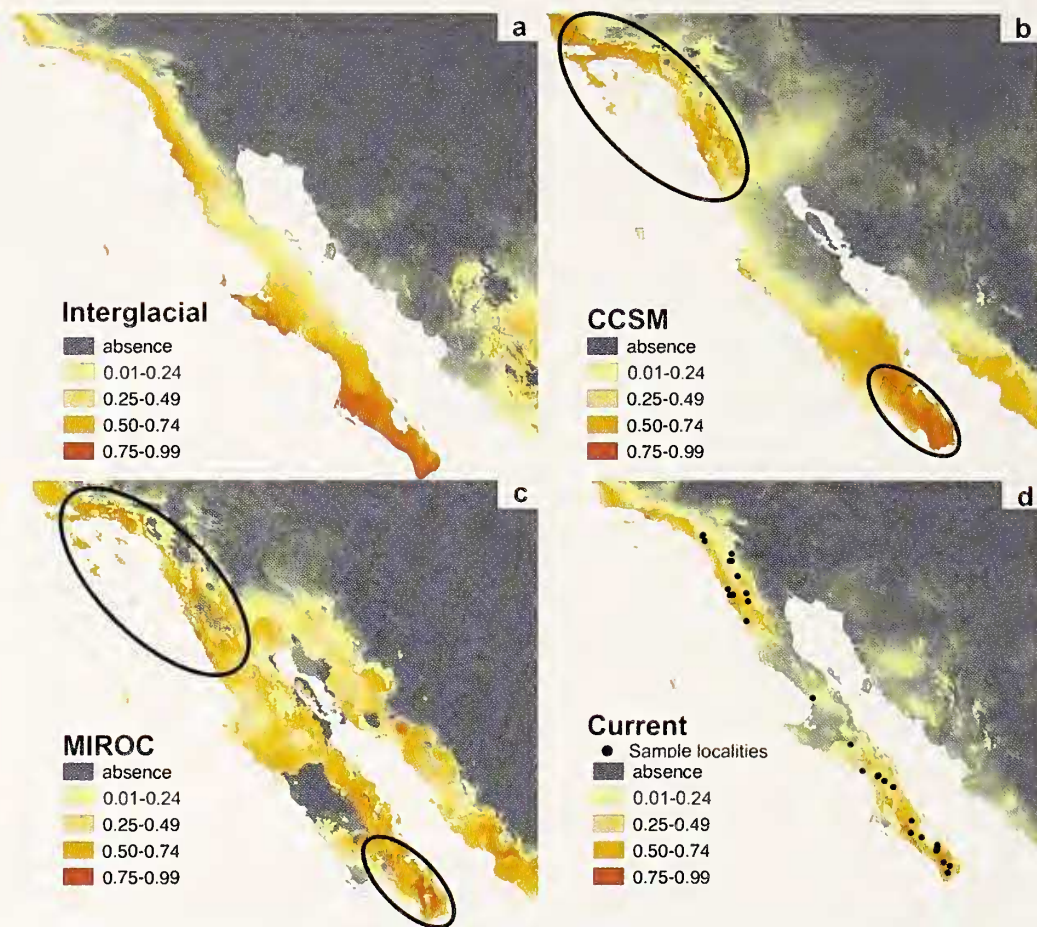 a
Interglacial
absence
0.01-0.24
0.25-0.49
0.50-0.74
0.75-0.99
b
CCSM
absence
0.01-0.24
0.25-0.49
0.50-0.74
0.75-0.99
c
MIROC
absence
0.01-0.24
0.25-0.49
0.50-0.74
0.75-0.99
d
Current
Sample localities
absence
0.01-0.24
0.25-0.49
0.50-0.74
0.75-0.99